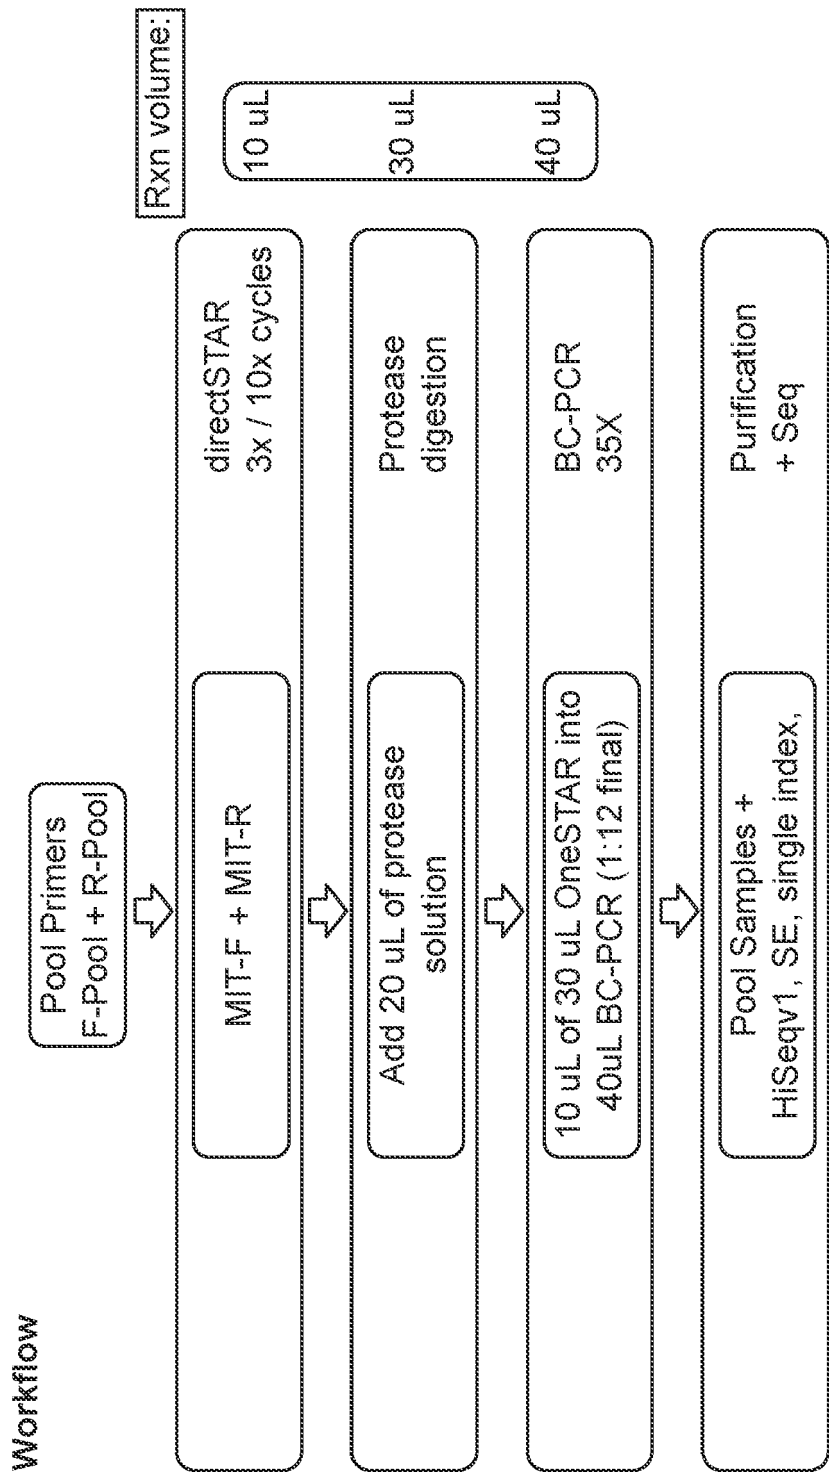 Workflow
Pool Primers
F-Pool + R-Pool
Rxn volume:
MIT-F + MIT-R
directSTAR
3x / 10x cycles
10 uL
Add 20 uL of protease
solution
Protease
digestion
30 uL
10 uL of 30 uL OneSTAR into
40uL BC-PCR (1:12 final)
BC-PCR
35X
40 uL
Pool Samples +
HiSeqv1, SE, single index,
Purification
+ Seq